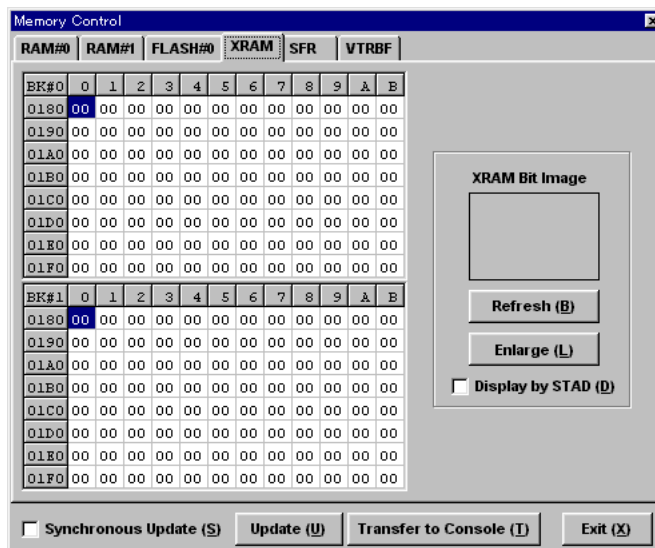 Memory Control
RAM#0 RAM#1 FLASH#0 XRAM SFR VTRBF
BK#0 0 1 2 3 4 5 6 7 8 9 A B
0180 00 00 00 00 00 00 00 00 00 00 00 00
0190 00 00 00 00 00 00 00 00 00 00 00 00
01A0 00 00 00 00 00 00 00 00 00 00 00 00
01B0 00 00 00 00 00 00 00 00 00 00 00 00
01C0 00 00 00 00 00 00 00 00 00 00 00 00
01D0 00 00 00 00 00 00 00 00 00 00 00 00
01E0 00 00 00 00 00 00 00 00 00 00 00 00
01F0 00 00 00 00 00 00 00 00 00 00 00 00
BK#1 0 1 2 3 4 5 6 7 8 9 A B
0180 00 00 00 00 00 00 00 00 00 00 00 00
0190 00 00 00 00 00 00 00 00 00 00 00 00
01A0 00 00 00 00 00 00 00 00 00 00 00 00
01B0 00 00 00 00 00 00 00 00 00 00 00 00
01C0 00 00 00 00 00 00 00 00 00 00 00 00
01D0 00 00 00 00 00 00 00 00 00 00 00 00
01E0 00 00 00 00 00 00 00 00 00 00 00 00
01F0 00 00 00 00 00 00 00 00 00 00 00 00
XRAM Bit Image
Refresh (B)
Enlarge (L)
Display by STAD (D)
Synchronous Update (S) Update (U) Transfer to Console (T) Exit (X)